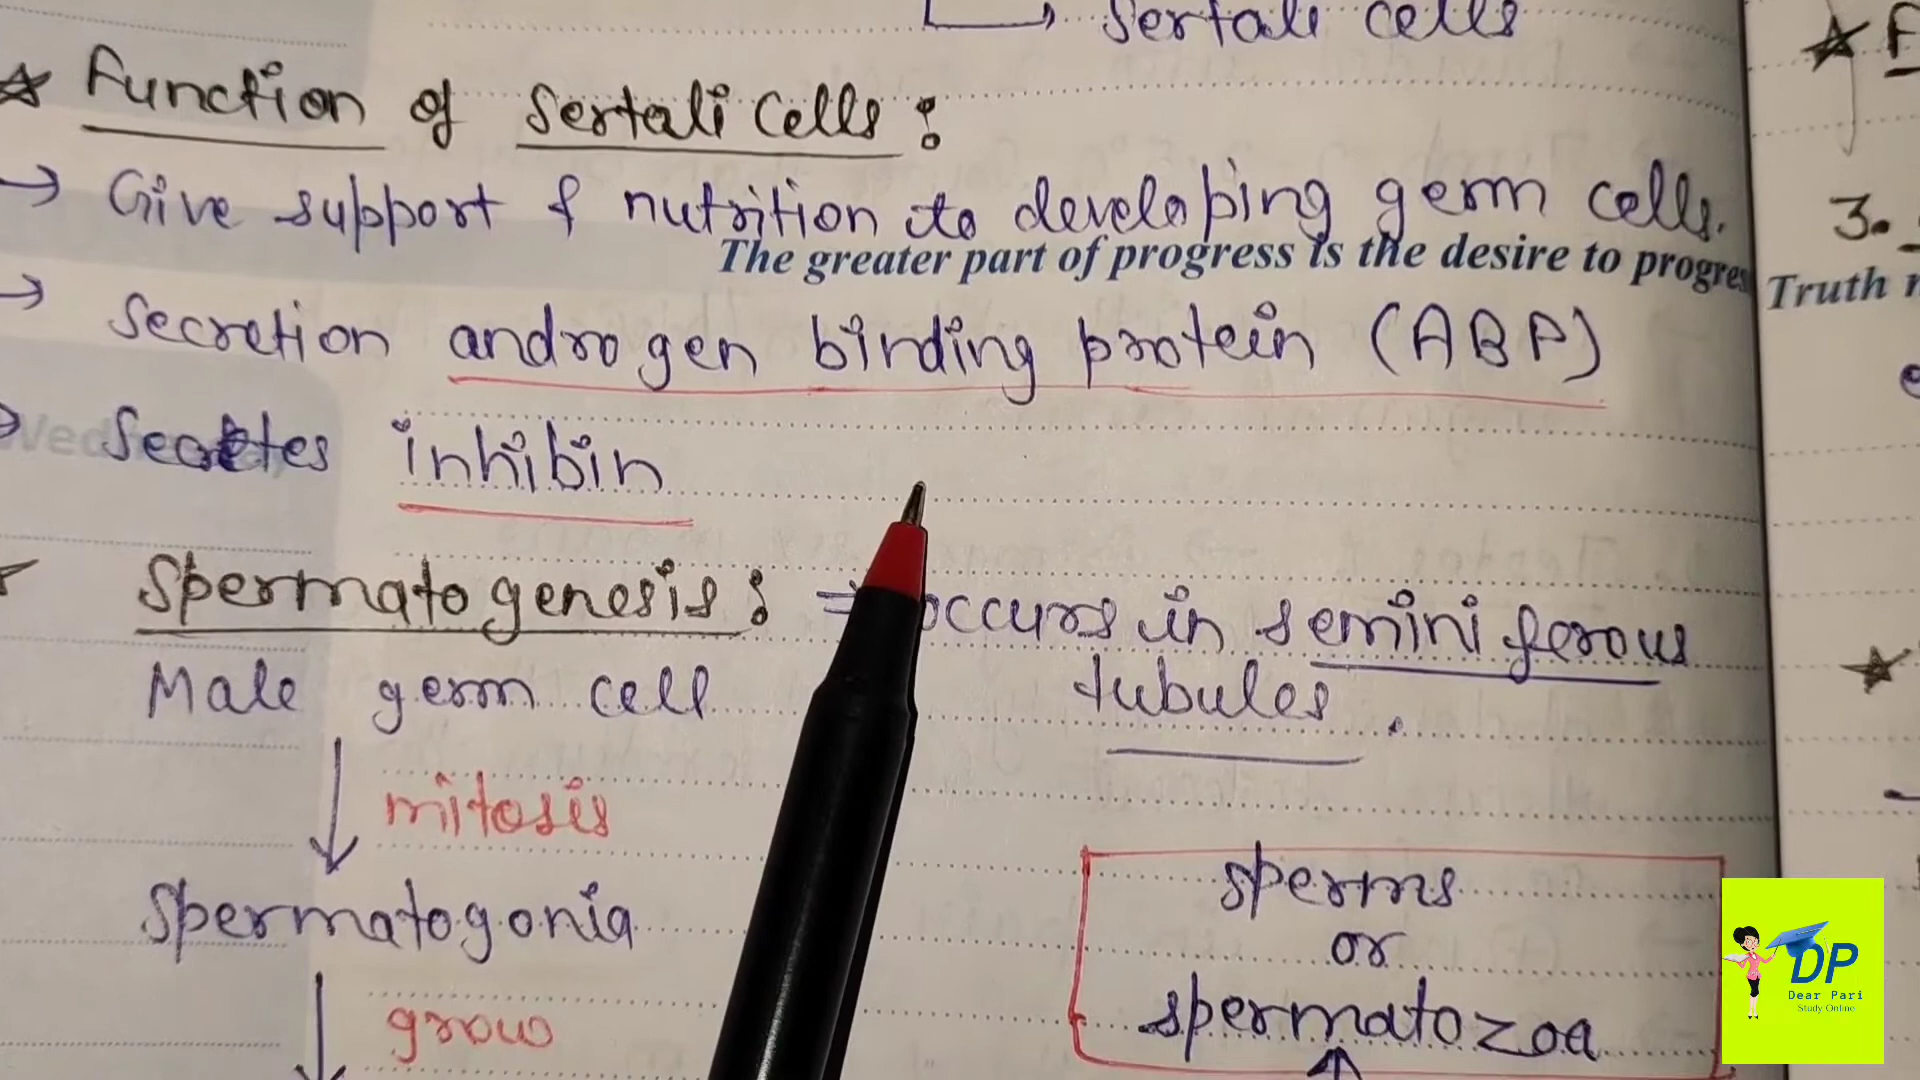 Sertali cells
Function of Sertali Cells :
→ Give support & nutrition to developing germ cells.
The greater part of progress is the desire to progres
Truth
→ Secretion androgen binding protein (ABP)
Secretes inhibin
Spermatogenesis : ⇒ occurs in seminiferous
tubules.
Male germ cell
↓ mitosis
Spermatogonia
↓ grow
sperms
or
spermatozoa
3.
DP
Dear Pari
Study Online